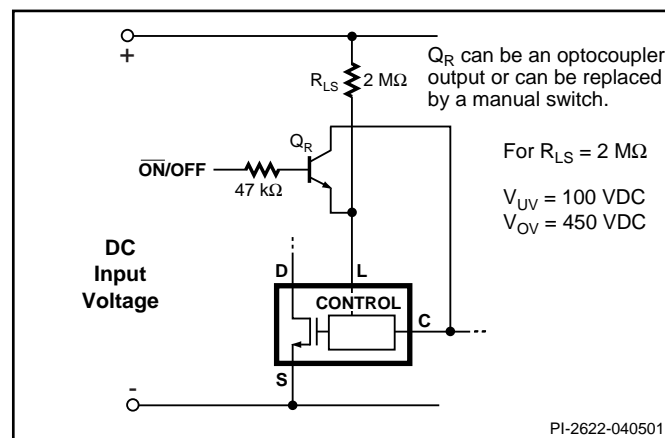 +
R_LS 2 MΩ
Q_R can be an optocoupler
output or can be replaced
by a manual switch.
Q_R
O̅N̅/OFF
47 kΩ
For R_LS = 2 MΩ
V_UV = 100 VDC
V_OV = 450 VDC
DC
Input
Voltage
D L
CONTROL
C
S
-
PI-2622-040501